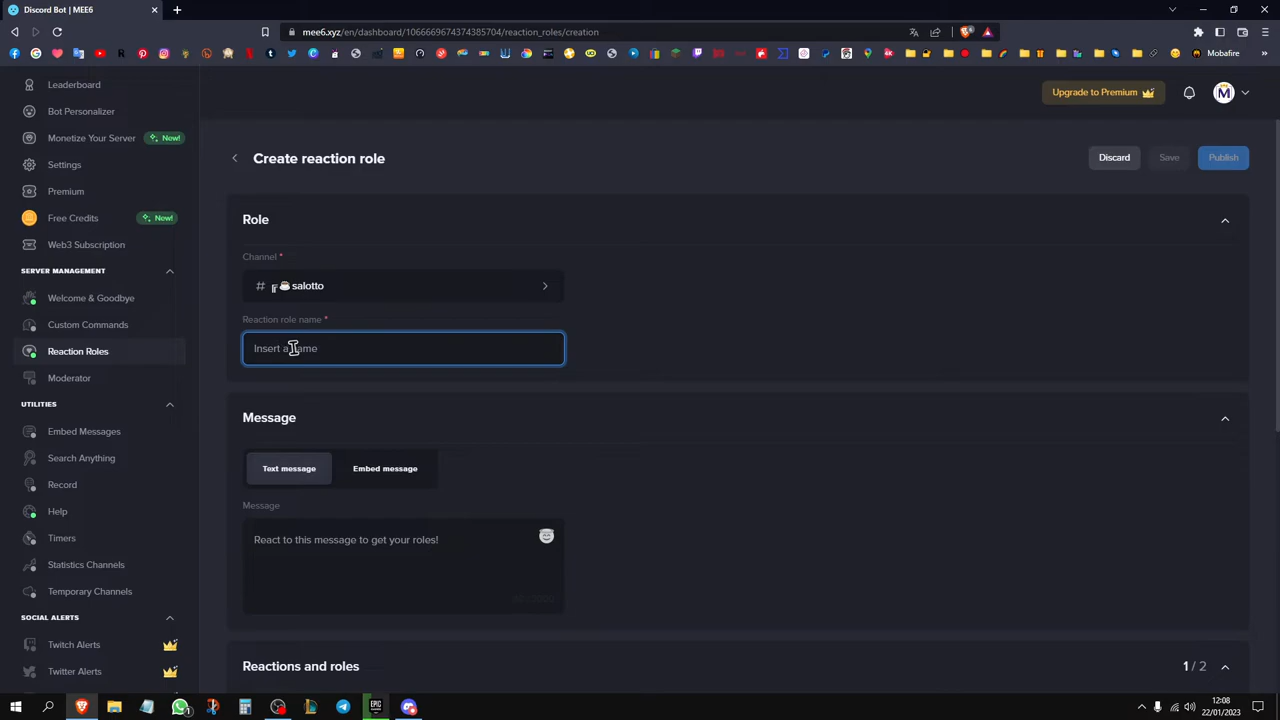 Discord Bot | MEE6
mee6.xyz/en/dashboard/1066669674374385704/reaction_roles/creation
Mobafire
Leaderboard
Bot Personalizer
Monetize Your Server New!
Settings
Premium
Free Credits New!
Web3 Subscription
SERVER MANAGEMENT
Welcome & Goodbye
Custom Commands
Reaction Roles
Moderator
UTILITIES
Embed Messages
Search Anything
Record
Help
Timers
Statistics Channels
Temporary Channels
SOCIAL ALERTS
Twitch Alerts
Twitter Alerts
Upgrade to Premium
Create reaction role
Discard Save Publish
Role
Channel *
# ╔☕salotto
Reaction role name *
Insert a name
Message
Text message Embed message
Message
React to this message to get your roles!
Reactions and roles 1 / 2
12:08
22/01/2023